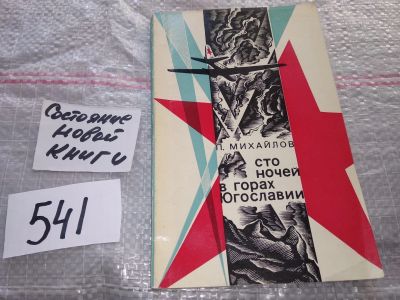 Состояние
новой
книги
541
П. МИХАЙЛОВ
СТО
НОЧЕЙ
В ГОРАХ
ЮГОСЛАВИИ